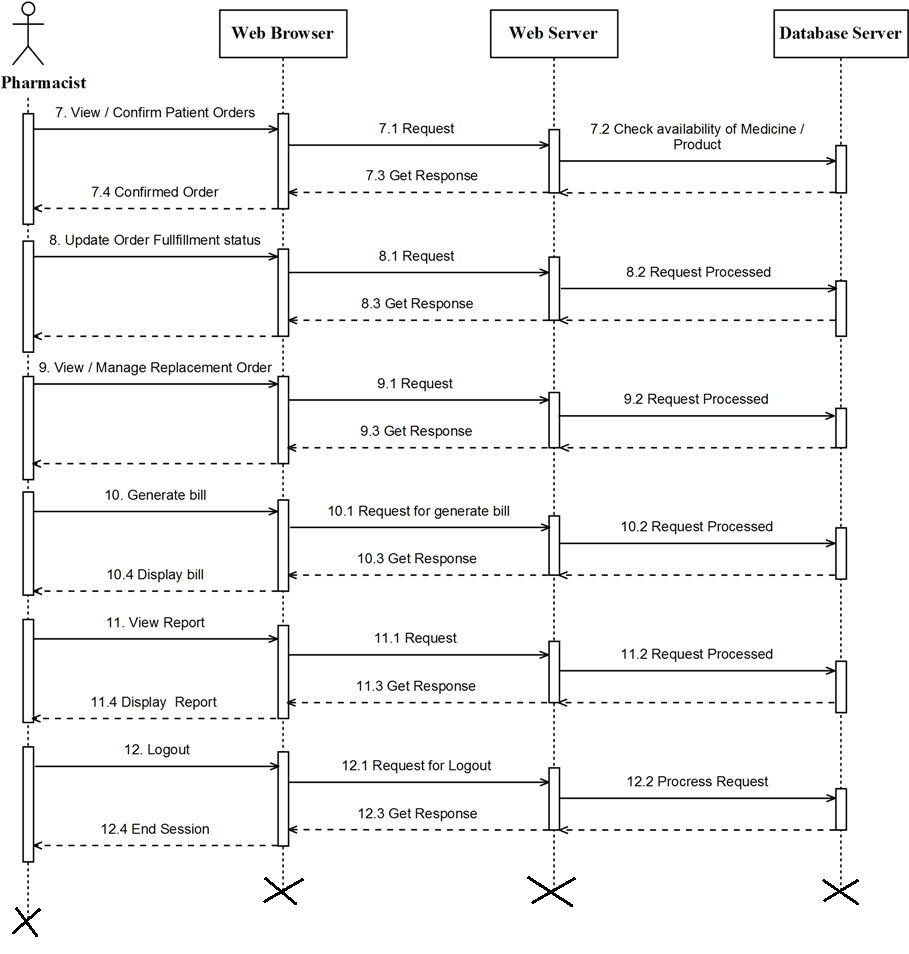 Web Browser
Web Server
Database Server
Pharmacist
7. View / Confirm Patient Orders
7.1 Request
7.2 Check availability of Medicine /
Product
7.3 Get Response
7.4 Confirmed Order
8. Update Order Fullfillment status
8.1 Request
8.2 Request Processed
8.3 Get Response
9. View / Manage Replacement Order
9.1 Request
9.2 Request Processed
9.3 Get Response
10. Generate bill
10.1 Request for generate bill
10.2 Request Processed
10.3 Get Response
10.4 Display bill
11. View Report
11.1 Request
11.2 Request Processed
11.3 Get Response
11.4 Display  Report
12. Logout
12.1 Request for Logout
12.2 Procress Request
12.3 Get Response
12.4 End Session